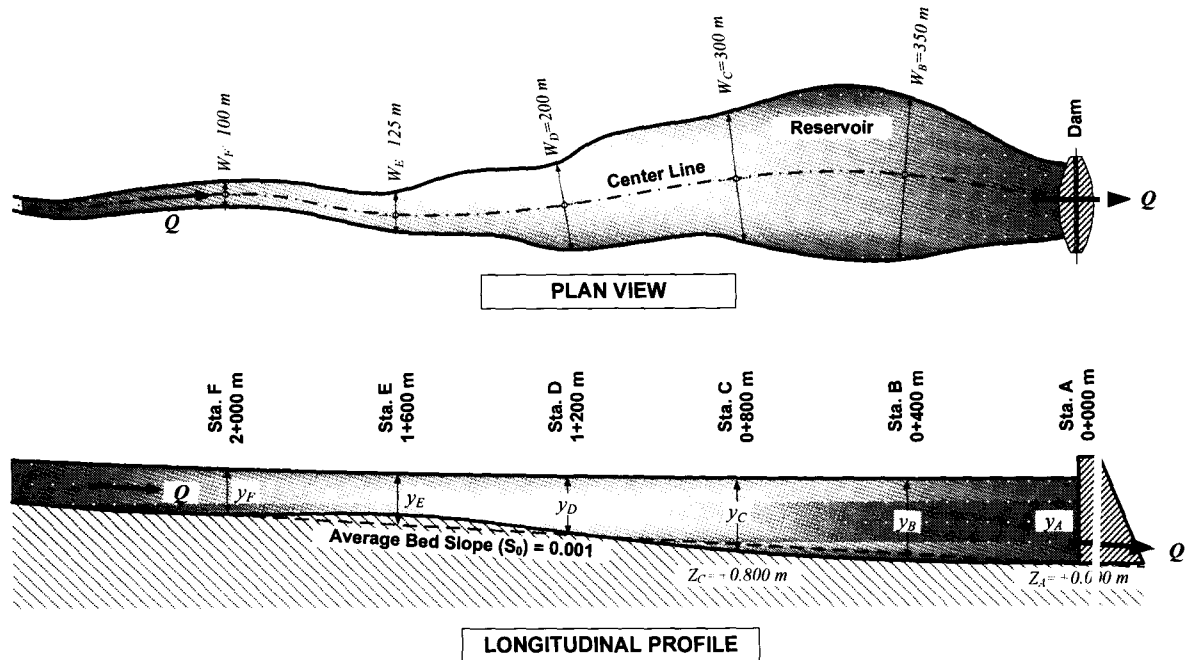 W_F 100 m
W_E 125 m
W_D=200 m
W_C=300 m
W_B=350 m
Dam
Reservoir
Center Line
Q
Q
PLAN VIEW
Sta. F
2+000 m
Sta. E
1+600 m
Sta. D
1+200 m
Sta. C
0+800 m
Sta. B
0+400 m
Sta. A
0+000 m
Q
y_F
y_E
y_D
y_C
y_B
y_A
Average Bed Slope (S_0) = 0.001
Q
LONGITUDINAL PROFILE